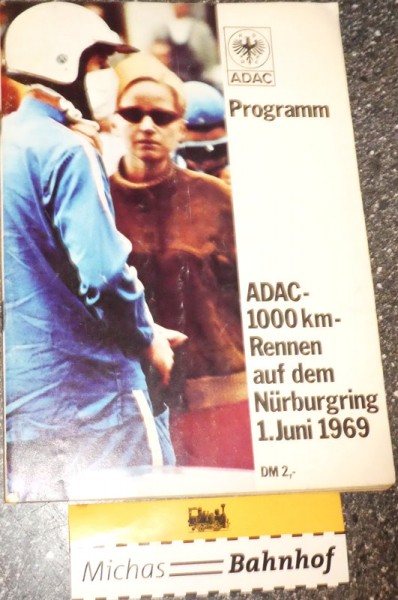 ADAC
Programm
ADAC-
1000 km-
Rennen
auf dem
Nürburgring
1. Juni 1969
DM 2,-
Michas Bahnhof